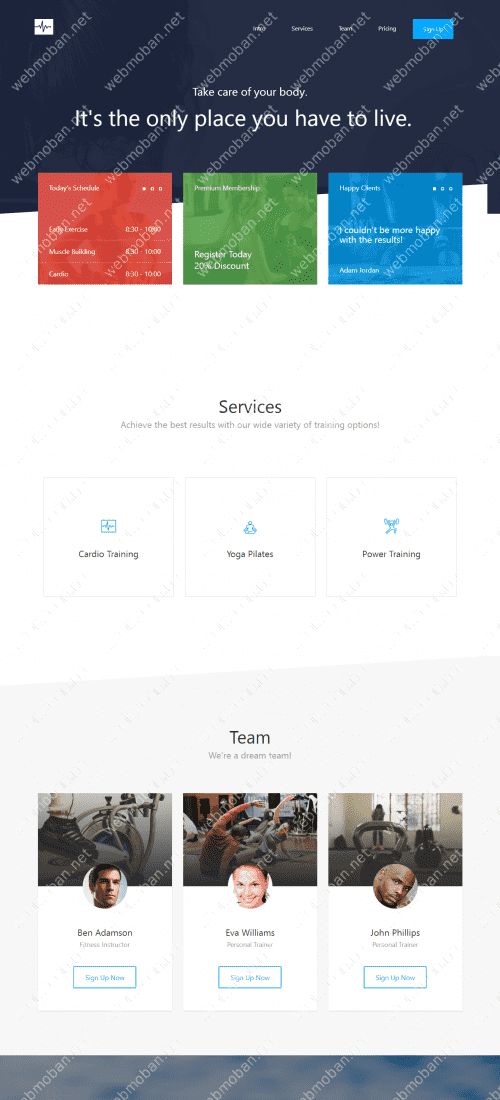 Intro Services Team Pricing Sign Up
Take care of your body.
It's the only place you have to live.
Today's Schedule
Early Exercise 8:30 - 10:00
Muscle Building 8:30 - 10:00
Cardio 8:30 - 10:00
Premium Membership
Register Today
20% Discount
Happy Clients
I couldn't be more happy
with the results!
Adam Jordan
Services
Achieve the best results with our wide variety of training options!
Cardio Training
Yoga Pilates
Power Training
Team
We're a dream team!
Ben Adamson
Fitness Instructor
Sign Up Now
Eva Williams
Personal Trainer
Sign Up Now
John Phillips
Personal Trainer
Sign Up Now
webmoban.net